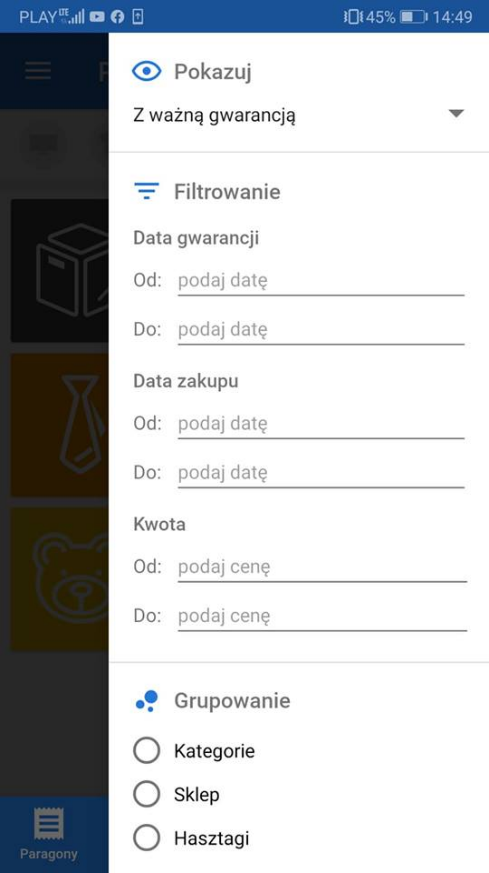 PLAY LTE 45% 14:49
Pokazuj
Z ważną gwarancją
Filtrowanie
Data gwarancji
Od: podaj datę
Do: podaj datę
Data zakupu
Od: podaj datę
Do: podaj datę
Kwota
Od: podaj cenę
Do: podaj cenę
Grupowanie
Kategorie
Sklep
Hasztagi
Paragony